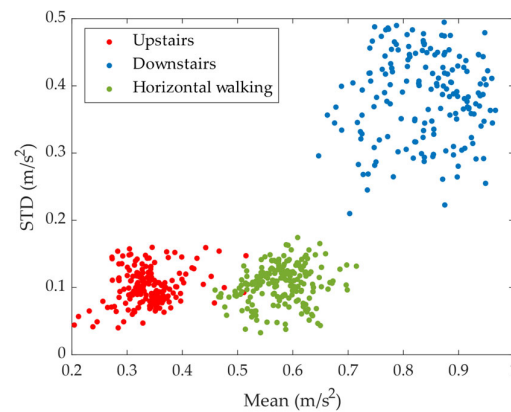 0.5
0.4
0.3
0.2
0.1
0
STD (m/s²)
Upstairs
Downstairs
Horizontal walking
0.2 0.3 0.4 0.5 0.6 0.7 0.8 0.9
Mean (m/s²)